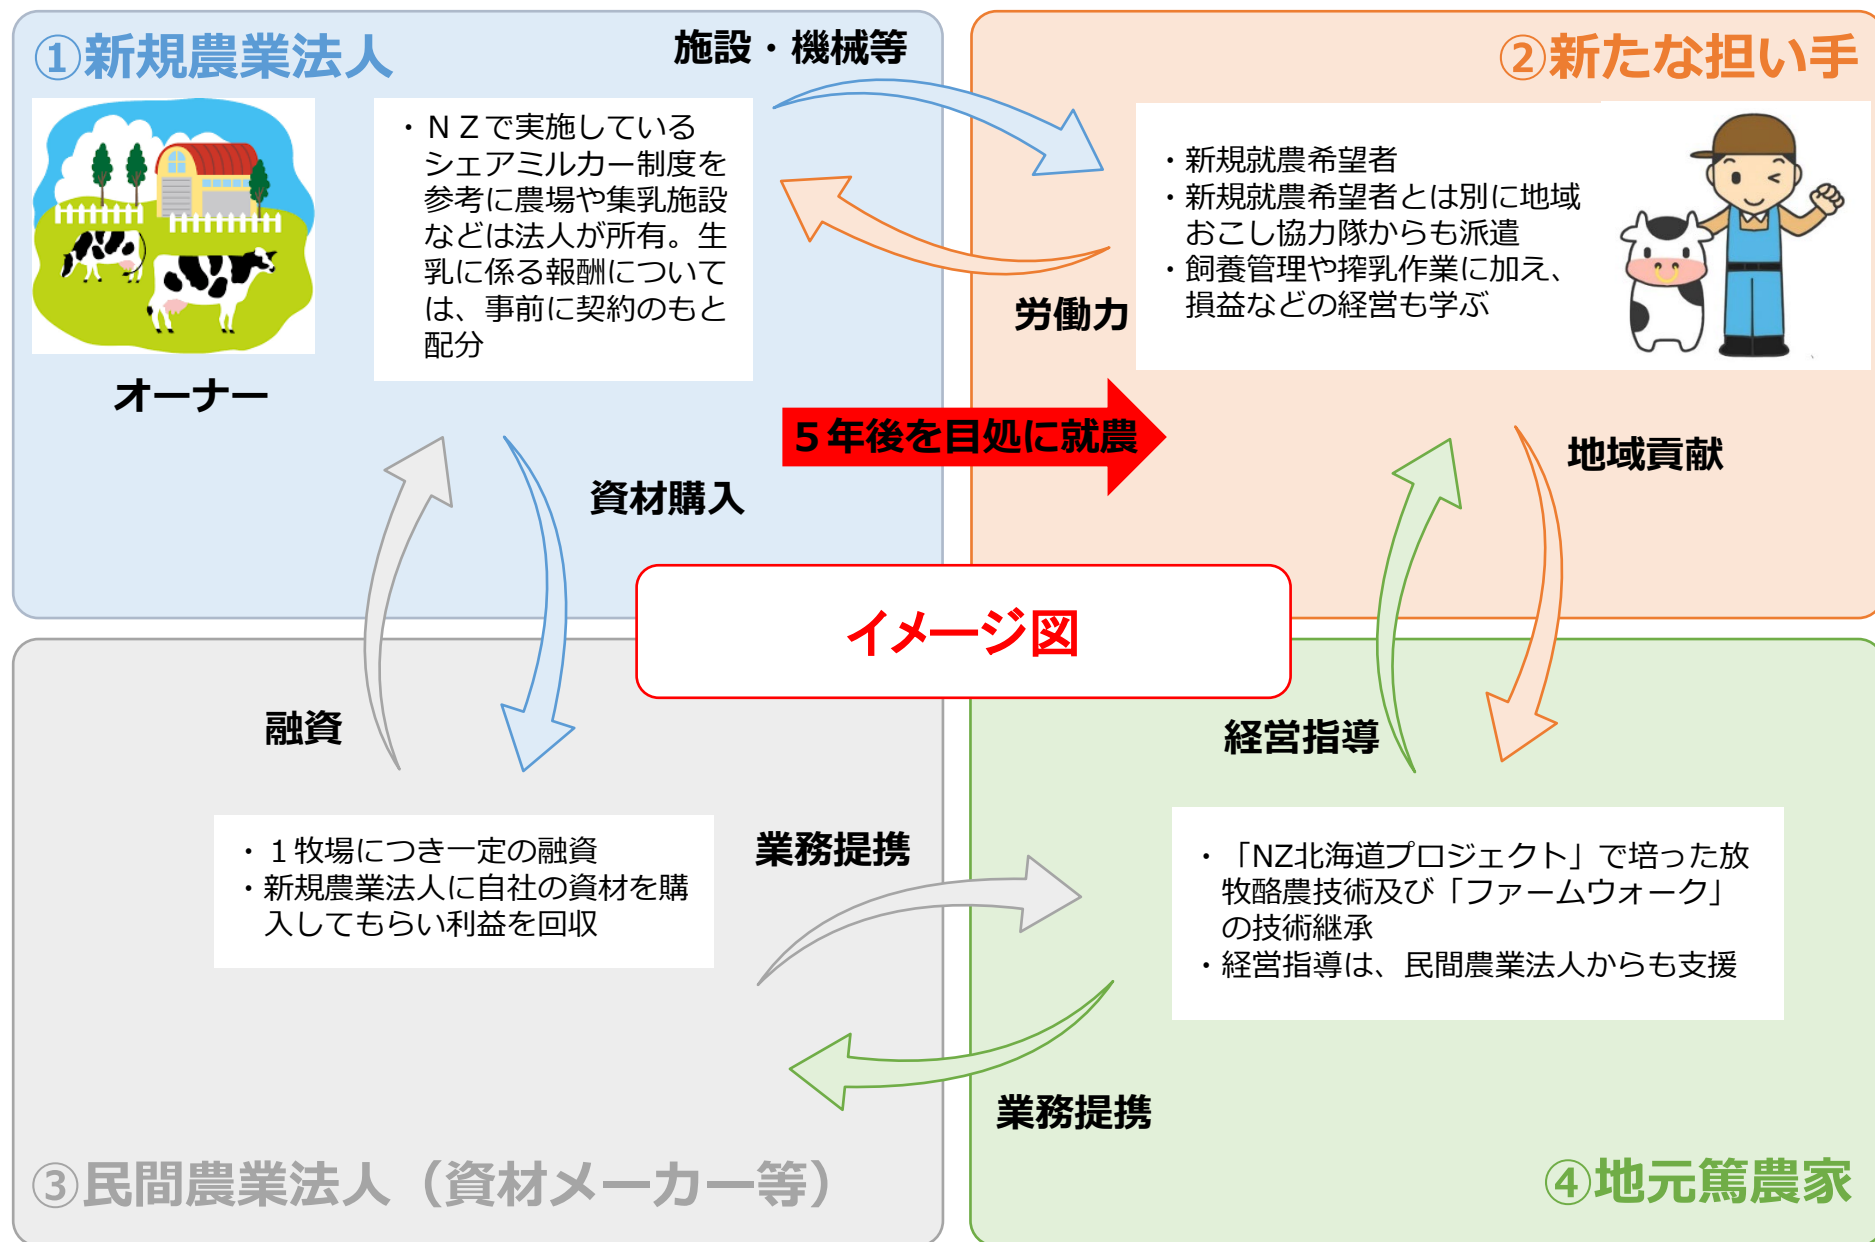 ①新規農業法人
施設・機械等
・ＮＺで実施している
シェアミルカー制度を
参考に農場や集乳施設
などは法人が所有。生
乳に係る報酬について
は、事前に契約のもと
配分
オーナー
②新たな担い手
・新規就農希望者
・新規就農希望者とは別に地域
おこし協力隊からも派遣
・飼養管理や搾乳作業に加え、
損益などの経営も学ぶ
労働力
５年後を目処に就農
資材購入
地域貢献
イメージ図
融資
経営指導
・１牧場につき一定の融資
・新規農業法人に自社の資材を購
入してもらい利益を回収
業務提携
・「NZ北海道プロジェクト」で培った放
牧酪農技術及び「ファームウォーク」
の技術継承
・経営指導は、民間農業法人からも支援
業務提携
③民間農業法人（資材メーカー等）
④地元篤農家